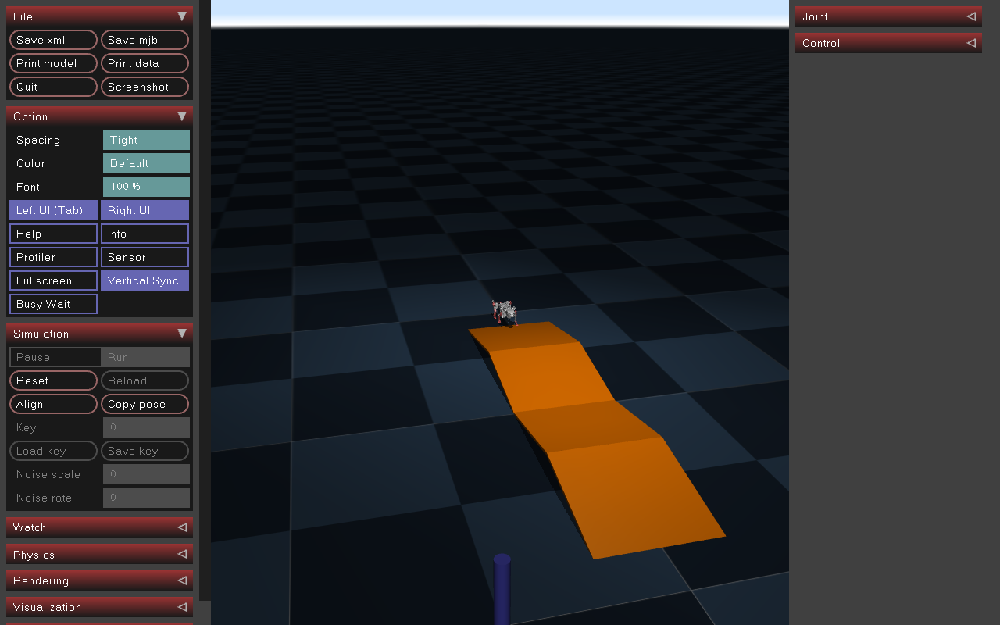 File
Save xml Save mjb
Print model Print data
Quit Screenshot
Option
Spacing Tight
Color Default
Font 100 %
Left UI (Tab) Right UI
Help Info
Profiler Sensor
Fullscreen Vertical Sync
Busy Wait
Simulation
Pause Run
Reset Reload
Align Copy pose
Key 0
Load key Save key
Noise scale 0
Noise rate 0
Watch
Physics
Rendering
Visualization
Joint
Control